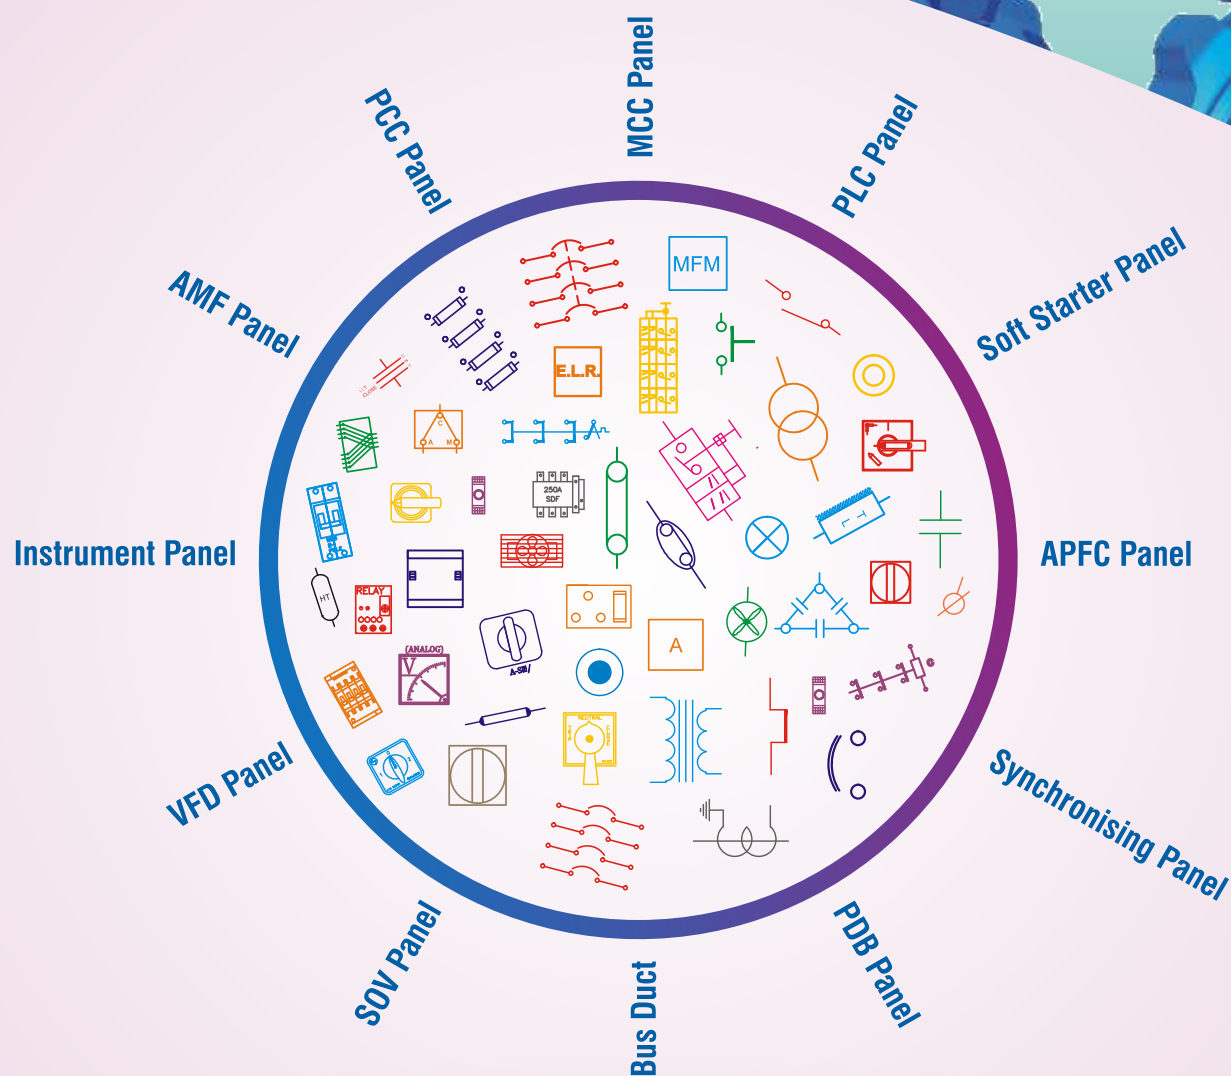 MCC Panel
PLC Panel
Soft Starter Panel
APFC Panel
Synchronising Panel
PDB Panel
Bus Duct
SOV Panel
VFD Panel
Instrument Panel
AMF Panel
PCC Panel
MFM
E.L.R.
C
A M
250A
SDF
HT
RELAY
(ANALOG)
V
A
NEUTRAL
L T
G